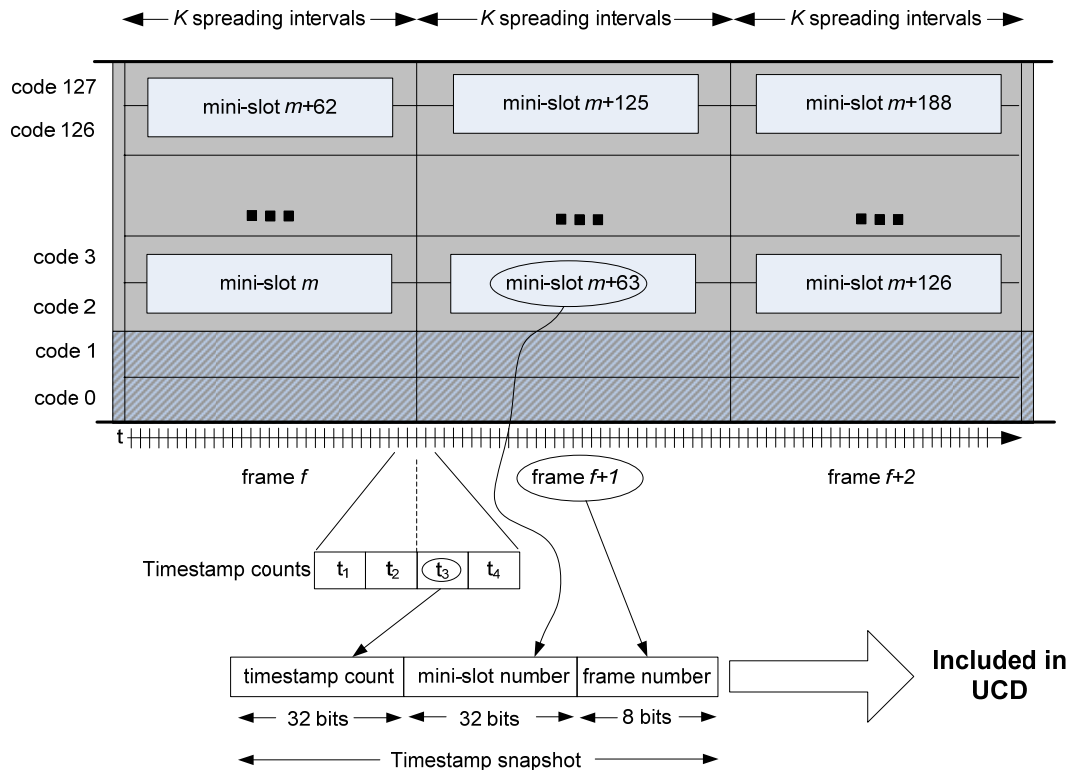 K spreading intervals K spreading intervals K spreading intervals
code 127
mini-slot m+62 mini-slot m+125 mini-slot m+188
code 126
code 3
mini-slot m mini-slot m+63 mini-slot m+126
code 2
code 1
code 0
t
frame f frame f+1 frame f+2
Timestamp counts t1 t2 t3 t4
timestamp count mini-slot number frame number
Included in
UCD
32 bits 32 bits 8 bits
Timestamp snapshot